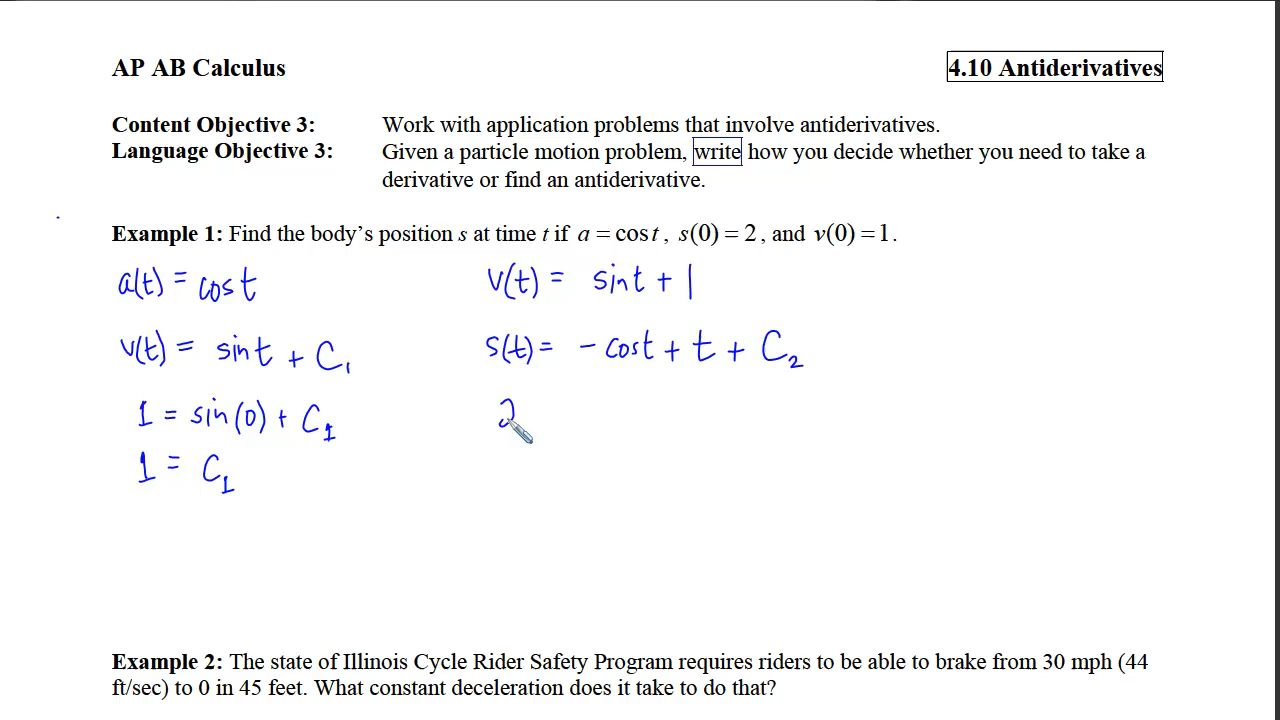 AP AB Calculus
4.10 Antiderivatives
Content Objective 3: Work with application problems that involve antiderivatives.
Language Objective 3: Given a particle motion problem, write how you decide whether you need to take a
derivative or find an antiderivative.
Example 1: Find the body's position s at time t if a = cos t, s(0) = 2, and v(0) = 1.
a(t) = cos t
v(t) = sin t + C₁
1 = sin(0) + C₁
1 = C₁
v(t) = sin t + 1
s(t) = - cos t + t + C₂
2
Example 2: The state of Illinois Cycle Rider Safety Program requires riders to be able to brake from 30 mph (44
ft/sec) to 0 in 45 feet. What constant deceleration does it take to do that?